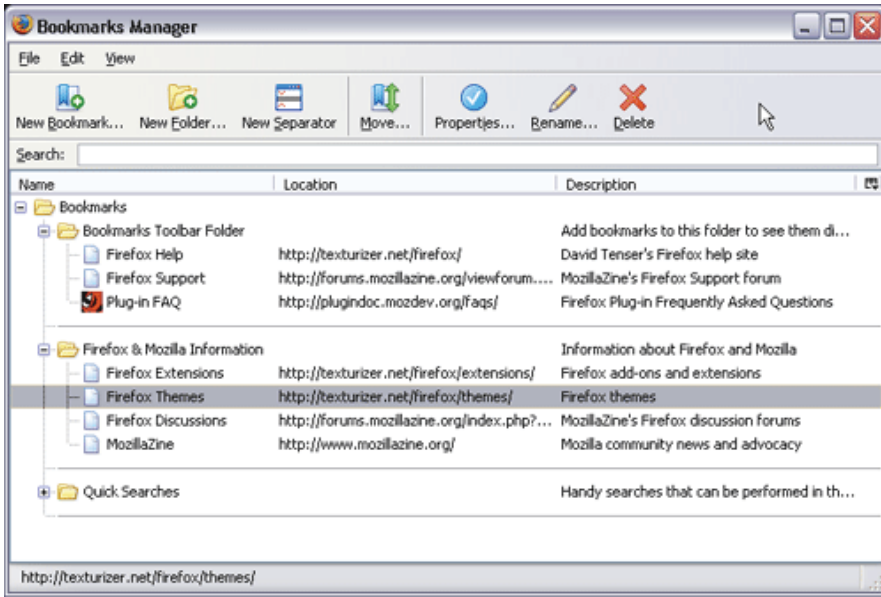 Bookmarks Manager
File Edit View
New Bookmark... New Folder... New Separator Move... Properties... Rename... Delete
Search:
Name Location Description
Bookmarks
Bookmarks Toolbar Folder Add bookmarks to this folder to see them di...
Firefox Help http://texturizer.net/firefox/ David Tenser's Firefox help site
Firefox Support http://forums.mozillazine.org/viewforum.... MozillaZine's Firefox Support forum
Plug-in FAQ http://plugindoc.mozdev.org/faqs/ Firefox Plug-in Frequently Asked Questions
Firefox & Mozilla Information Information about Firefox and Mozilla
Firefox Extensions http://texturizer.net/firefox/extensions/ Firefox add-ons and extensions
Firefox Themes http://texturizer.net/firefox/themes/ Firefox themes
Firefox Discussions http://forums.mozillazine.org/index.php?... MozillaZine's Firefox discussion forums
MozillaZine http://www.mozillazine.org/ Mozilla community news and advocacy
Quick Searches Handy searches that can be performed in th...
http://texturizer.net/firefox/themes/